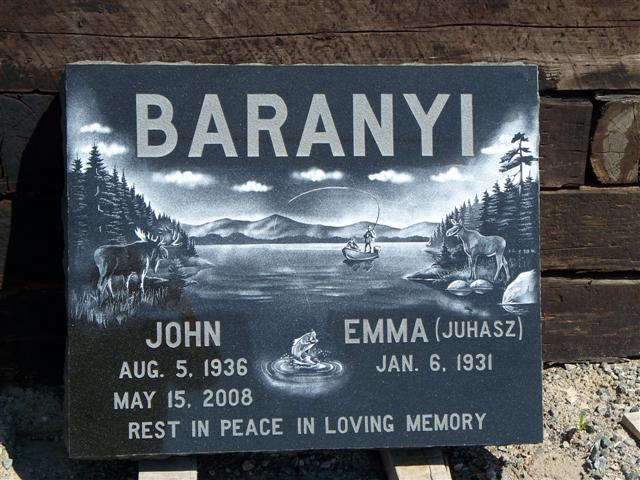 BARANYI
JOHN EMMA (JUHASZ)
AUG. 5, 1936 JAN. 6, 1931
MAY 15, 2008
REST IN PEACE IN LOVING MEMORY